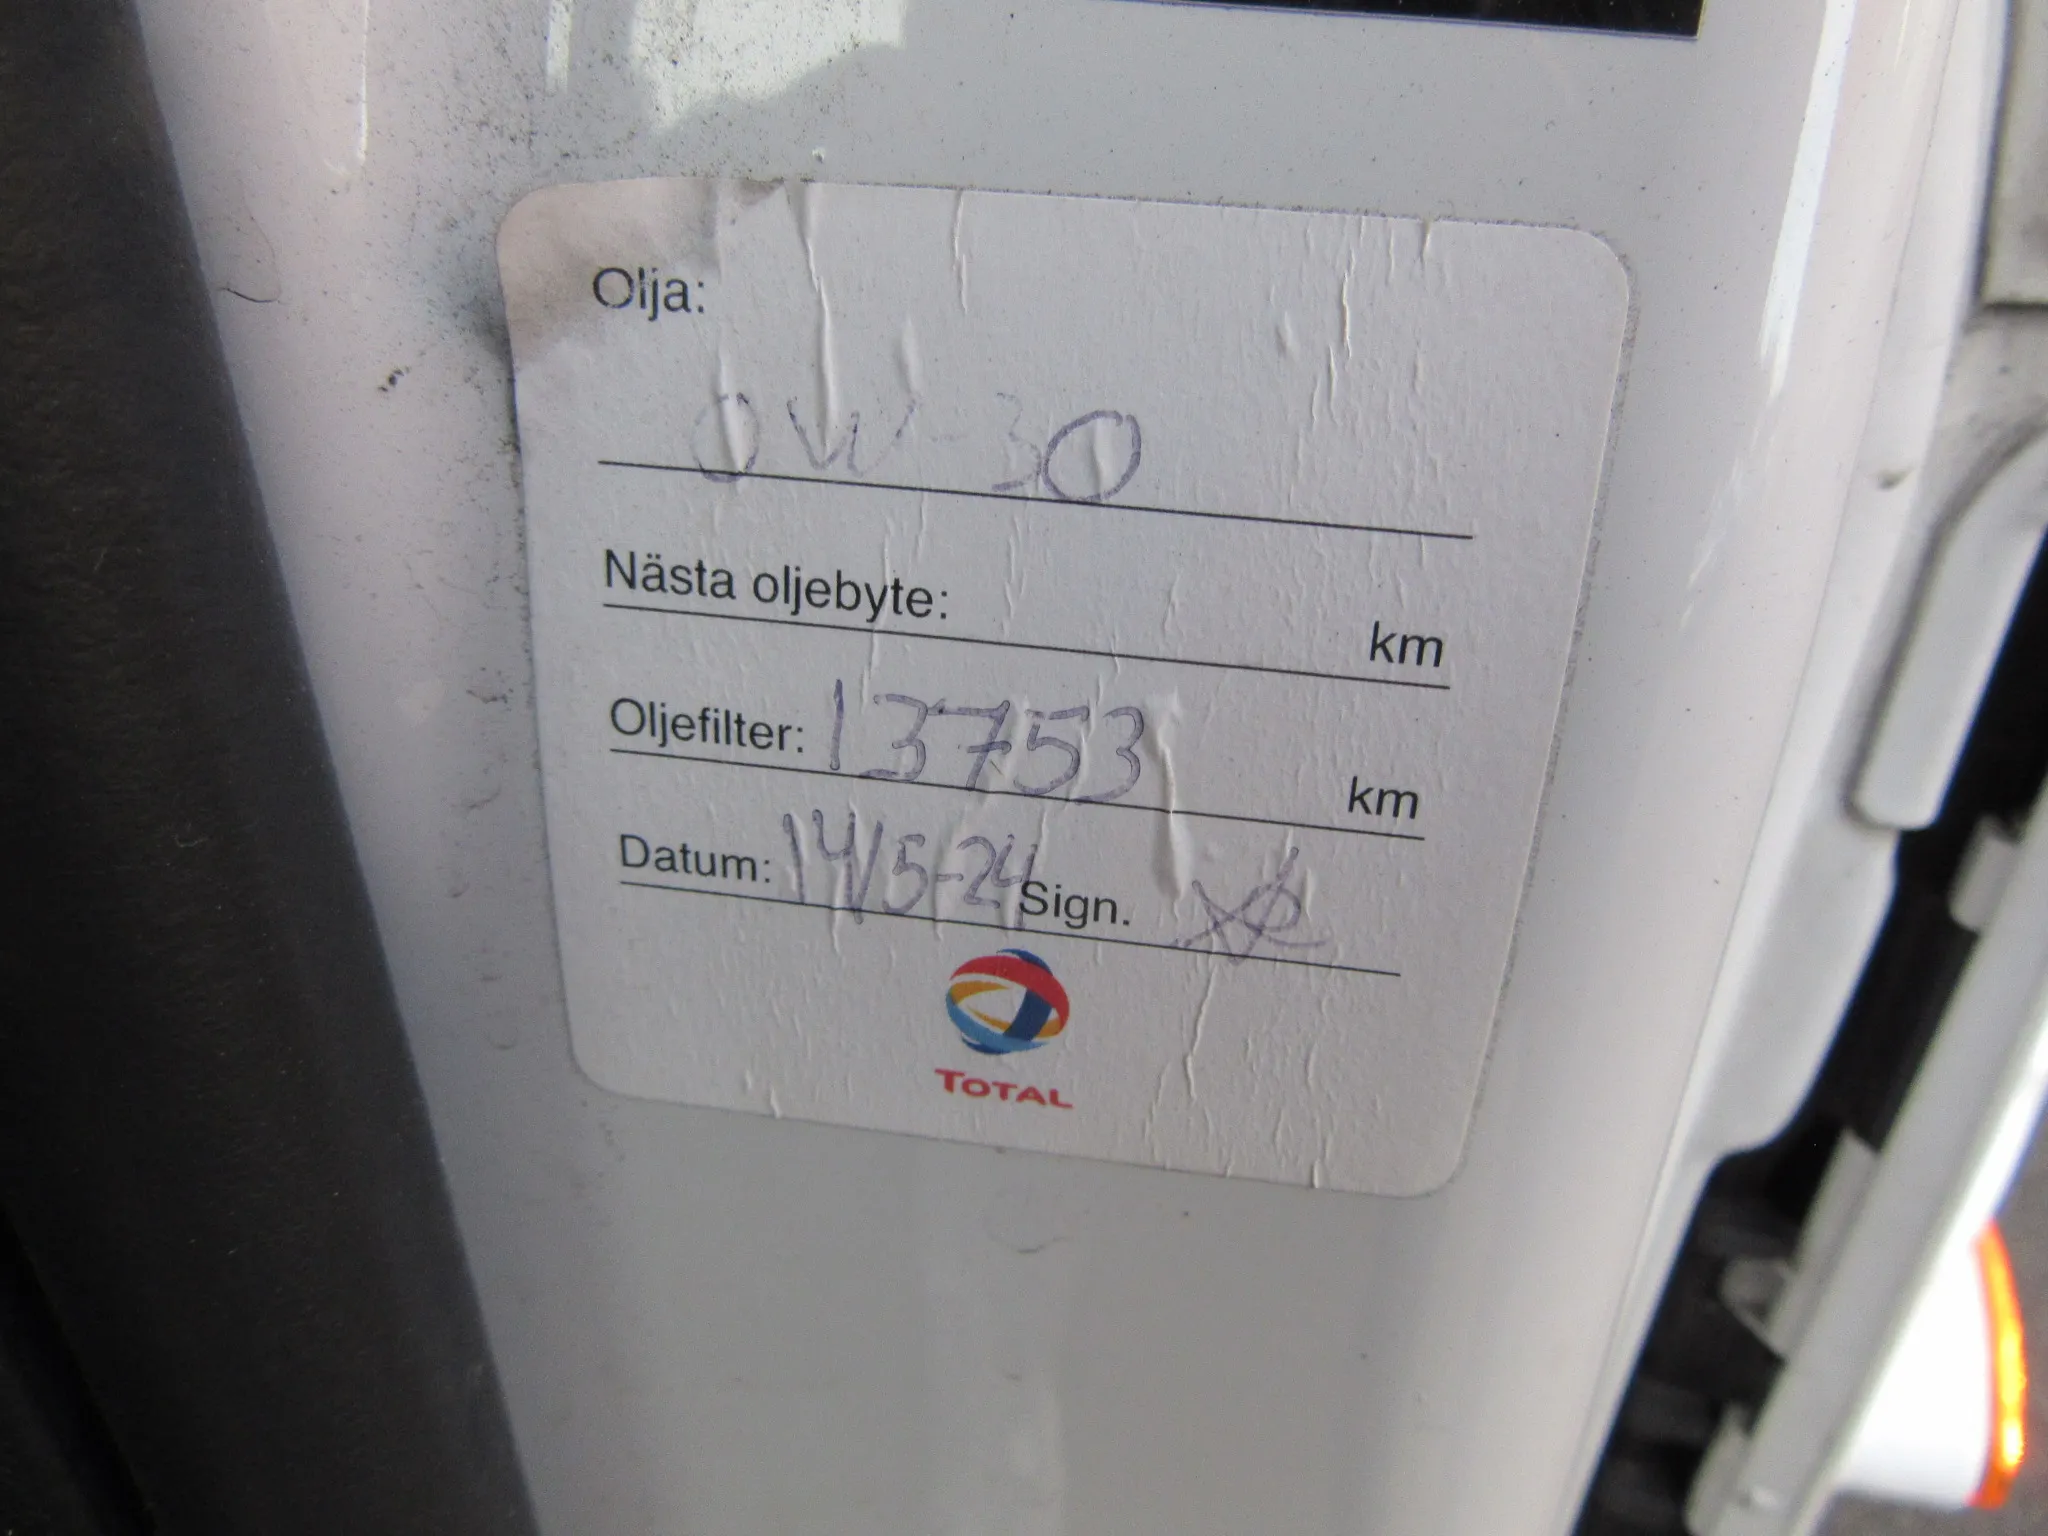 Olja:
0W-30
Nästa oljebyte: km
Oljefilter: 13753 km
Datum: 14/5-24 Sign.
TOTAL